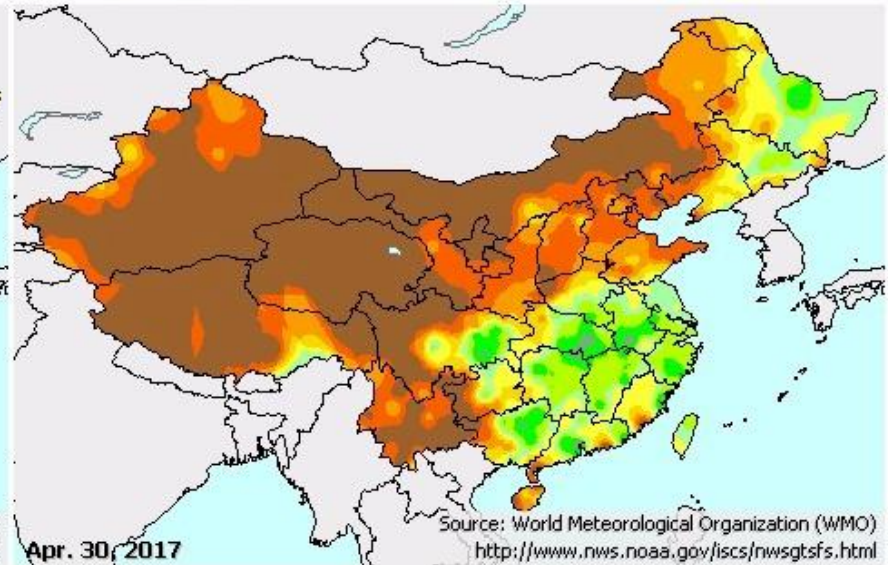 Source: World Meteorological Organization (WMO)
Apr. 30, 2017
http://www.nws.noaa.gov/iscs/nwsgtsfs.html